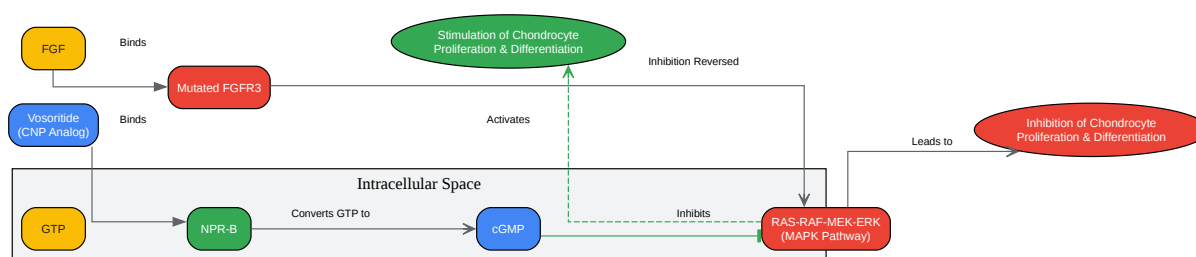 Stimulation of Chondrocyte
Proliferation & Differentiation
FGF
Binds
Inhibition Reversed
Mutated FGFR3
Vosoritide
(CNP Analog)
Binds
Activates
Inhibition of Chondrocyte
Proliferation & Differentiation
Leads to
Intracellular Space
GTP
NPR-B
Converts GTP to
cGMP
Inhibits
RAS-RAF-MEK-ERK
(MAPK Pathway)